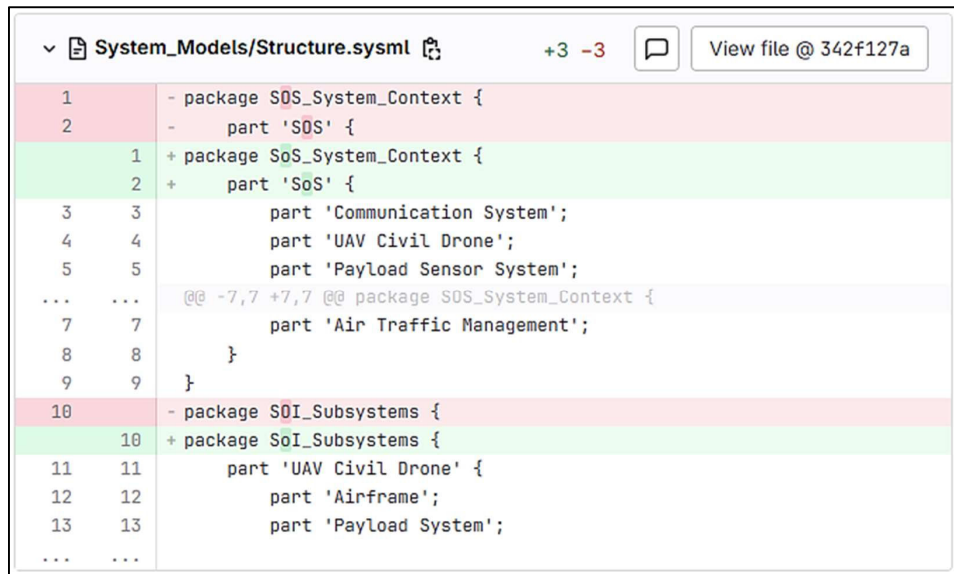 System_Models/Structure.sysml +3 −3 View file @ 342f127a
1 - package SOS_System_Context {
2 - part 'SOS' {
1 + package SoS_System_Context {
2 + part 'SoS' {
3 3 part 'Communication System';
4 4 part 'UAV Civil Drone';
5 5 part 'Payload Sensor System';
... ... @@ -7,7 +7,7 @@ package SOS_System_Context {
7 7 part 'Air Traffic Management';
8 8 }
9 9 }
10 - package SOI_Subsystems {
10 + package SoI_Subsystems {
11 11 part 'UAV Civil Drone' {
12 12 part 'Airframe';
13 13 part 'Payload System';
... ...